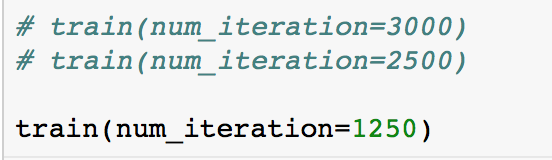 # train(num_iteration=3000)
# train(num_iteration=2500)
train(num_iteration=1250)